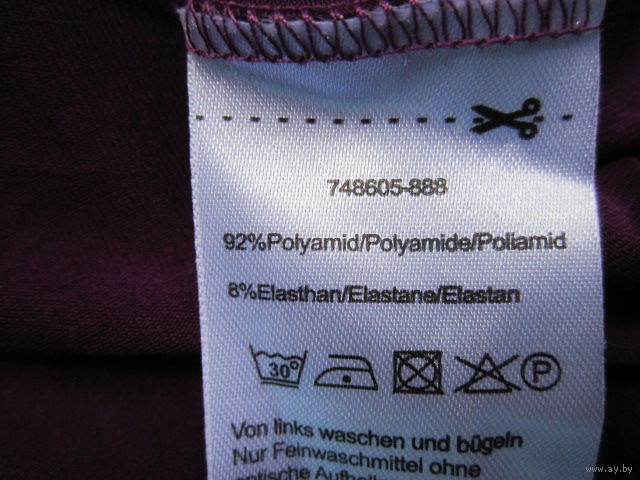 748605-888
92%Polyamid/Polyamide/Poliamid
8%Elasthan/Elastane/Elastan
30° P
Von links waschen und bügeln
Nur Feinwaschmittel ohne
optische
www.ay.by